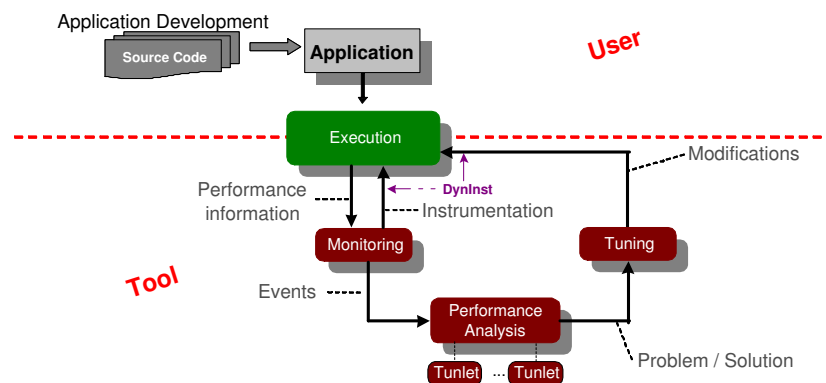 Application Development
User
Source Code
Application
Execution
Modifications
Performance
information
DynInst
Instrumentation
Monitoring
Tuning
Tool
Events
Performance
Analysis
Problem / Solution
Tunlet ... Tunlet